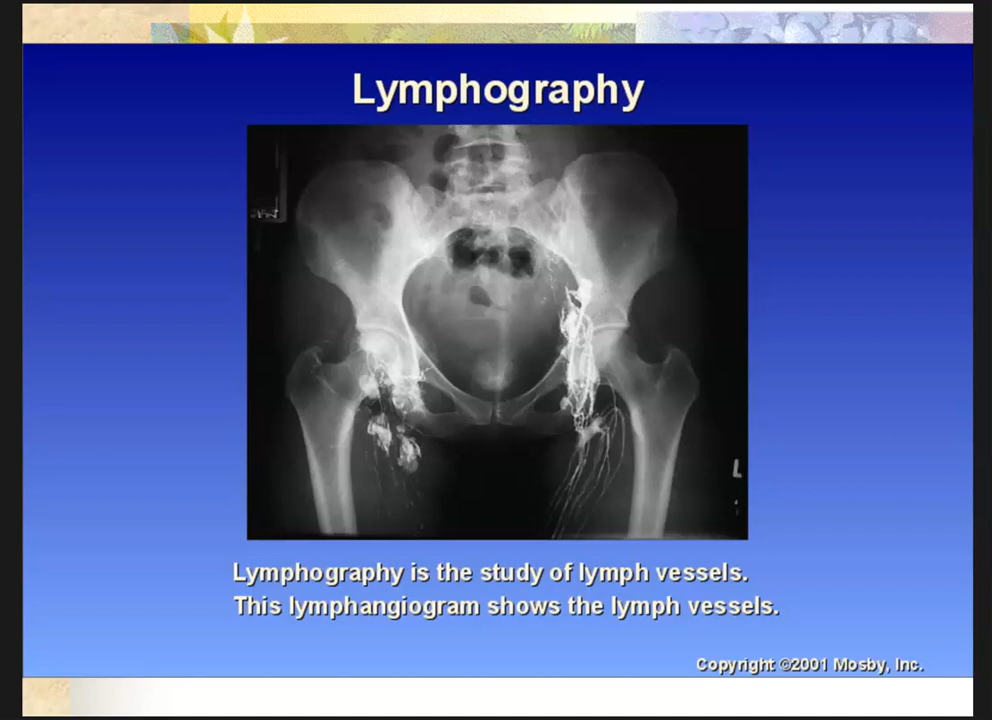 Lymphography
L
Lymphography is the study of lymph vessels.
This lymphangiogram shows the lymph vessels.
Copyright ©2001 Mosby, Inc.